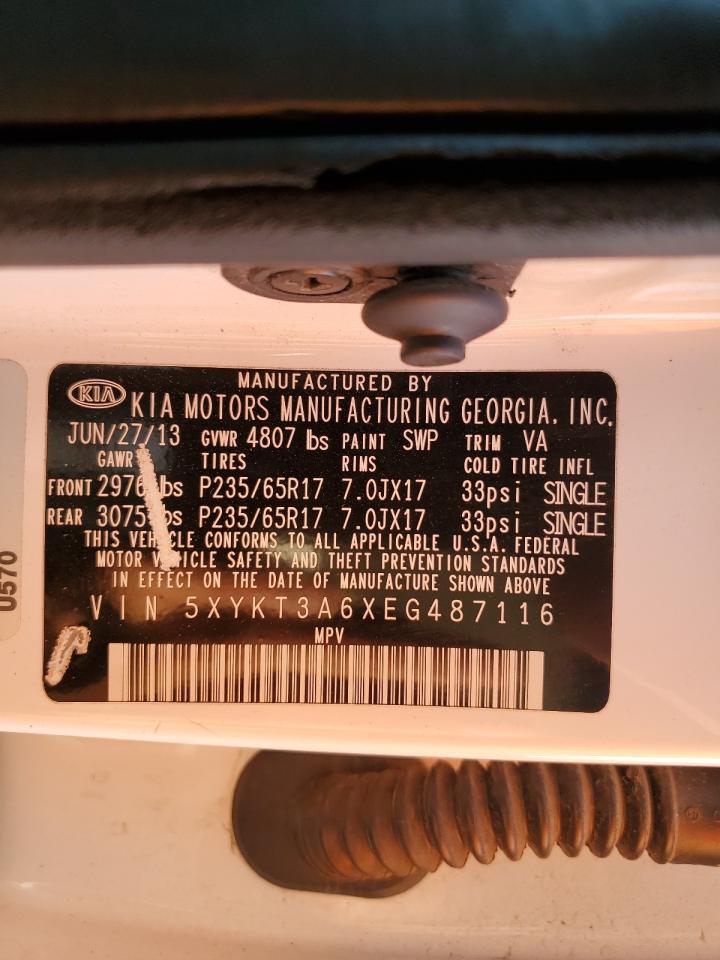 MANUFACTURED BY
KIA KIA MOTORS MANUFACTURING GEORGIA, INC.
JUN/27/13 GVWR 4807 lbs PAINT SWP TRIM VA
GAWR TIRES RIMS COLD TIRE INFL
FRONT 2976 lbs P235/65R17 7.0JX17 33psi SINGLE
REAR 3075 lbs P235/65R17 7.0JX17 33psi SINGLE
THIS VEHICLE CONFORMS TO ALL APPLICABLE U.S.A. FEDERAL
MOTOR VEHICLE SAFETY AND THEFT PREVENTION STANDARDS
IN EFFECT ON THE DATE OF MANUFACTURE SHOWN ABOVE
VIN 5XYKT3A6XEG487116
MPV
0570